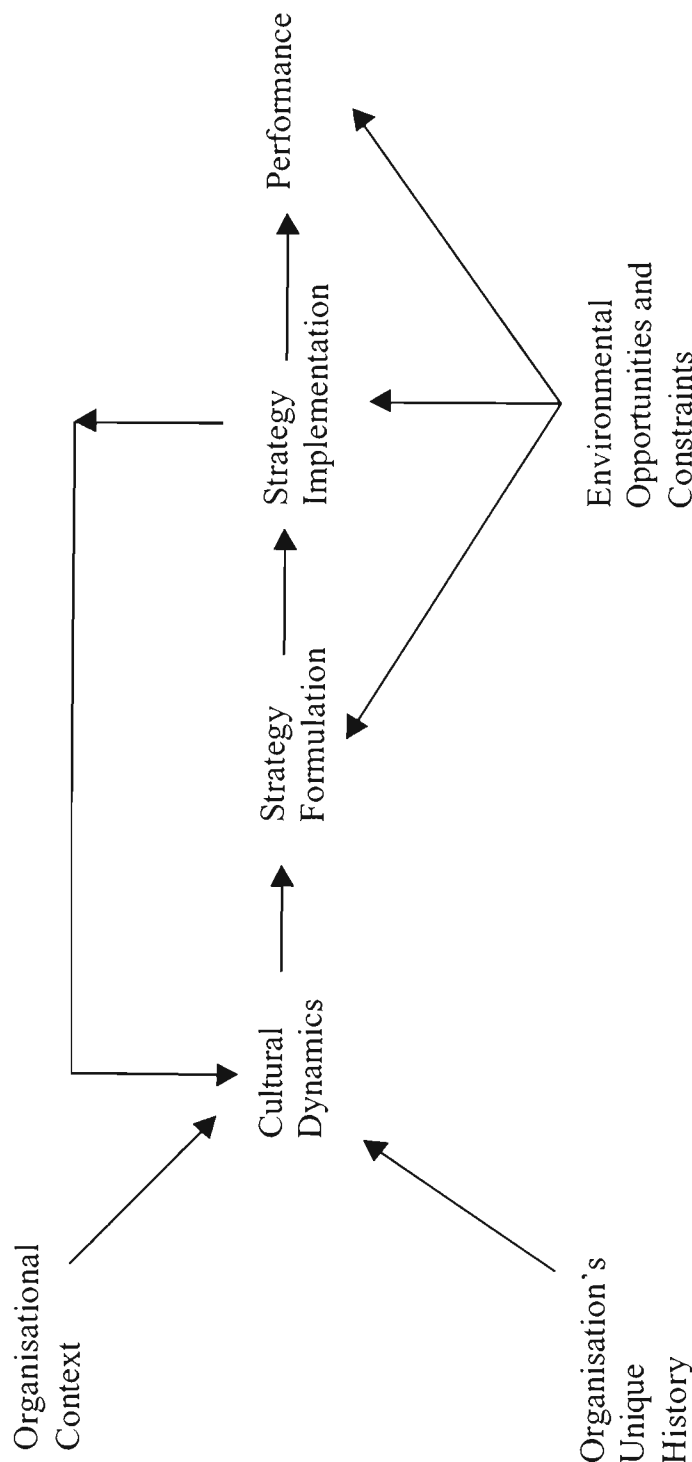 Organisational
Context
Cultural
Dynamics
Strategy
Formulation
Strategy
Implementation
Performance
Organisation`s
Unique
History
Environmental
Opportunities and
Constraints